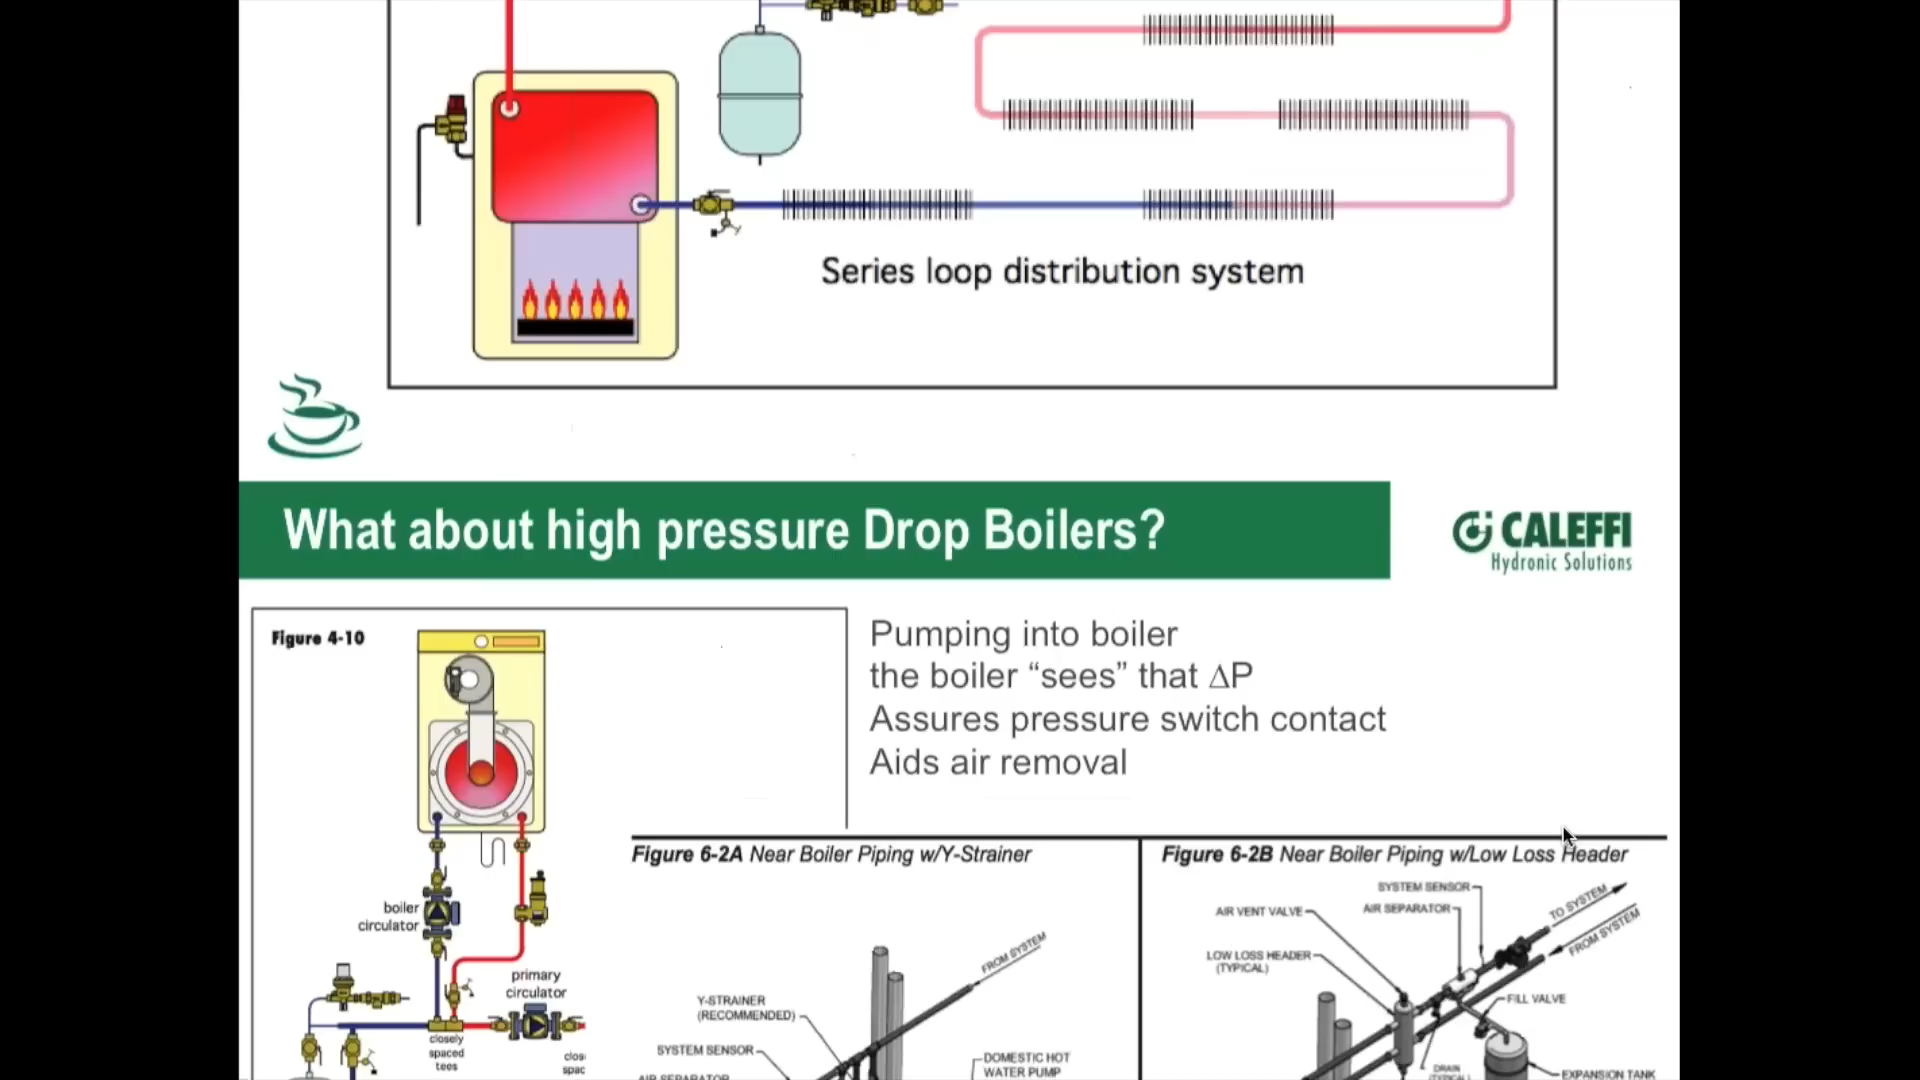 Series loop distribution system
What about high pressure Drop Boilers?
CALEFFI
Hydronic Solutions
Figure 4-10
Pumping into boiler
the boiler “sees” that ΔP
Assures pressure switch contact
Aids air removal
boiler
circulator
primary
circulator
closely
spaced
tees
Figure 6-2A Near Boiler Piping w/Y-Strainer
FROM SYSTEM
Y-STRAINER
(RECOMMENDED)
SYSTEM SENSOR
AIR SEPARATOR
DOMESTIC HOT
WATER PUMP
Figure 6-2B Near Boiler Piping w/Low Loss Header
SYSTEM SENSOR
AIR SEPARATOR
AIR VENT VALVE
TO SYSTEM
FROM SYSTEM
LOW LOSS HEADER
(TYPICAL)
FILL VALVE
DRAIN
(TYPICAL)
EXPANSION TANK